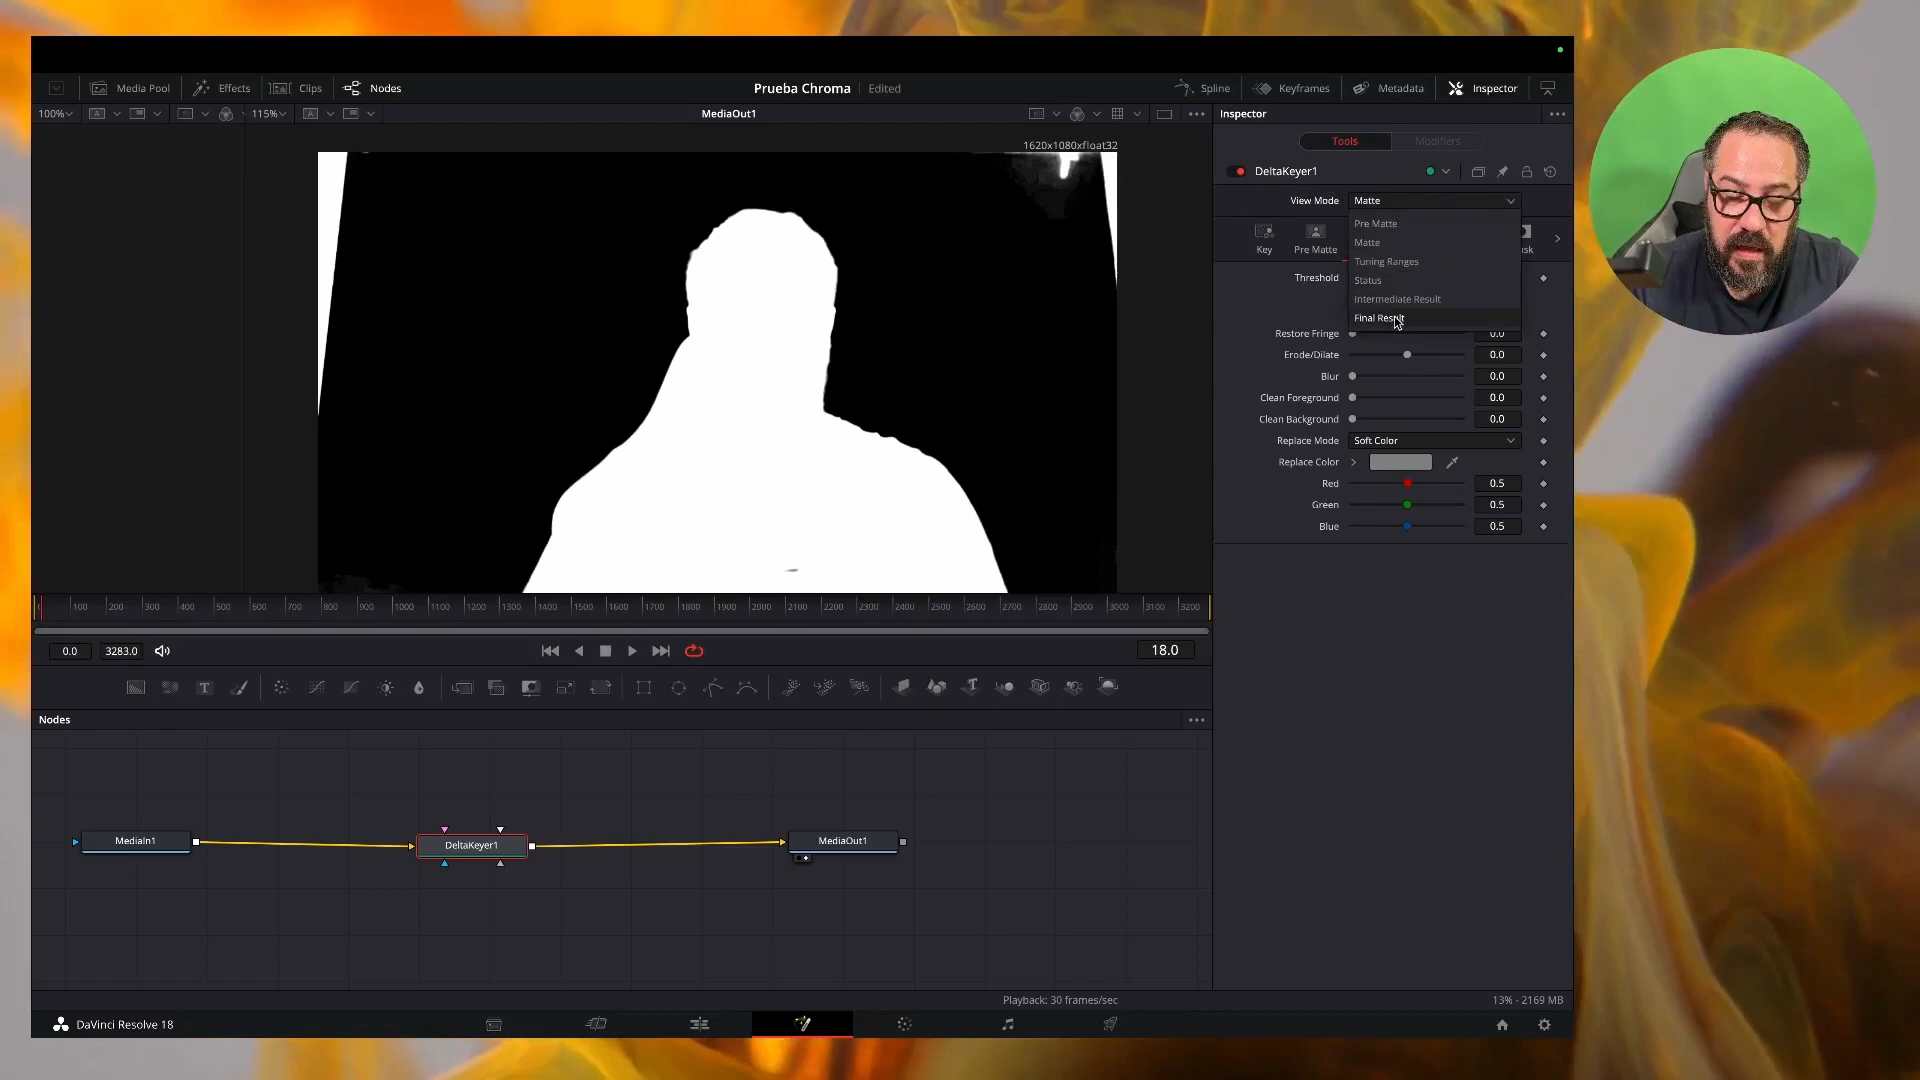 Media Pool Effects Clips Nodes Prueba Chroma Edited Spline Keyframes Metadata Inspector
100% 115% MediaOut1 Inspector
1620x1080xfloat32
Tools Modifiers
DeltaKeyer1
View Mode Matte
Pre Matte
Matte
Tuning Ranges
Status
Intermediate Result
Final Result
Key Pre Matte
Threshold
Restore Fringe 0.0
Erode/Dilate 0.0
Blur 0.0
Clean Foreground 0.0
Clean Background 0.0
Replace Mode Soft Color
Replace Color
Red 0.5
Green 0.5
Blue 0.5
100 200 300 400 500 600 700 800 900 1000 1100 1200 1300 1400 1500 1600 1700 1800 1900 2000 2100 2200 2300 2400 2500 2600 2700 2800 2900 3000 3100 3200
0.0 3283.0 18.0
Nodes
MediaIn1 DeltaKeyer1 MediaOut1
Playback: 30 frames/sec 13% - 2169 MB
DaVinci Resolve 18